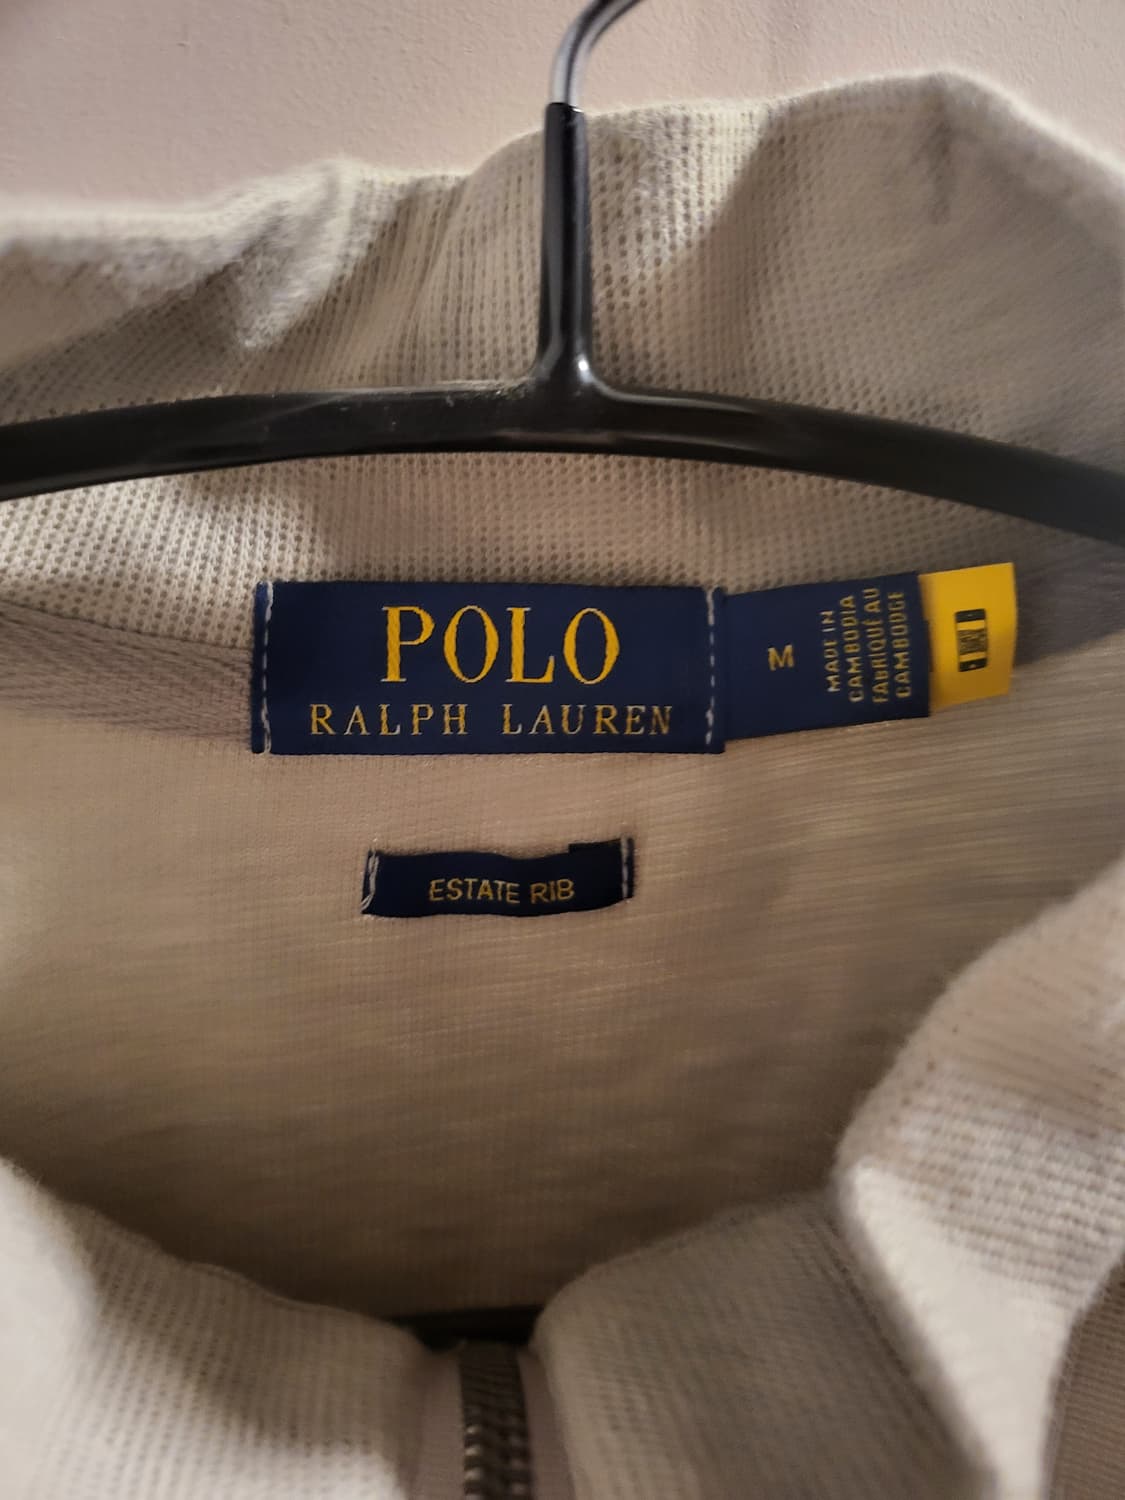 POLO
RALPH LAUREN
M
MADE IN
CAMBODIA
FABRIQUÉ AU
CAMBODGE
ESTATE RIB